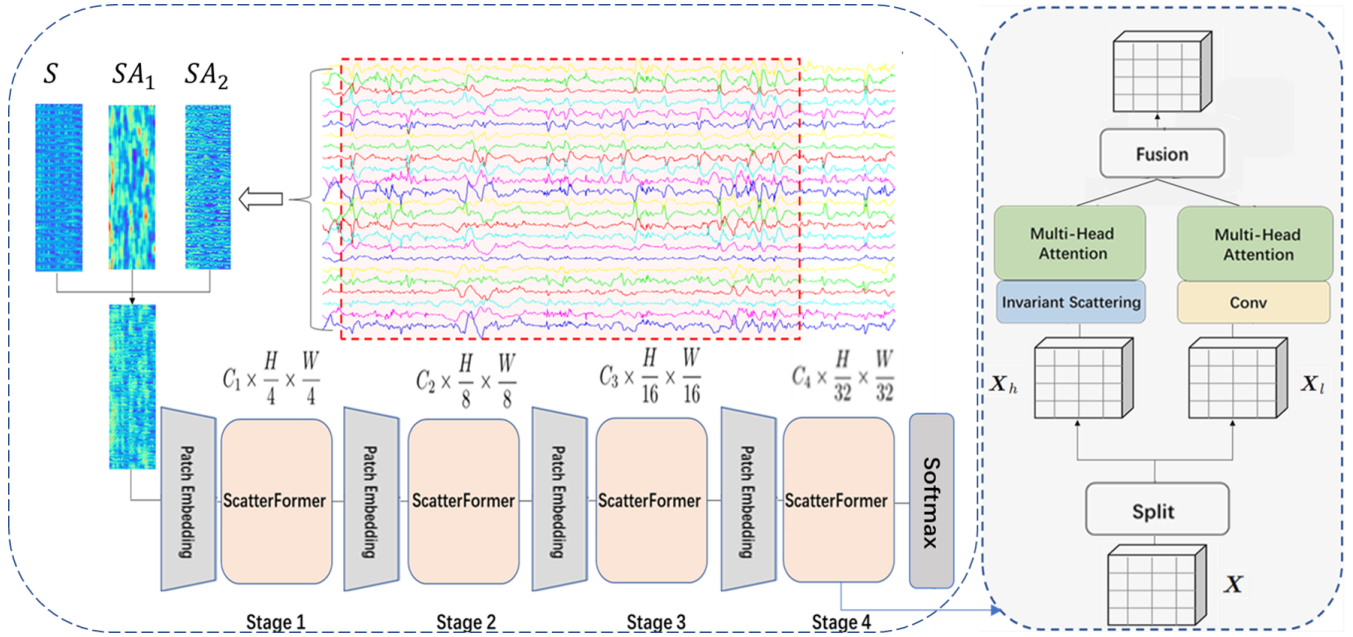 S SA₁ SA₂
C₁ × H/4 × W/4
C₂ × H/8 × W/8
C₃ × H/16 × W/16
C₄ × H/32 × W/32
Patch Embedding
ScatterFormer
Patch Embedding
ScatterFormer
Patch Embedding
ScatterFormer
Patch Embedding
ScatterFormer
Softmax
Stage 1
Stage 2
Stage 3
Stage 4
Fusion
Multi-Head
Attention
Multi-Head
Attention
Invariant Scattering
Conv
Xₕ
Xₗ
Split
X